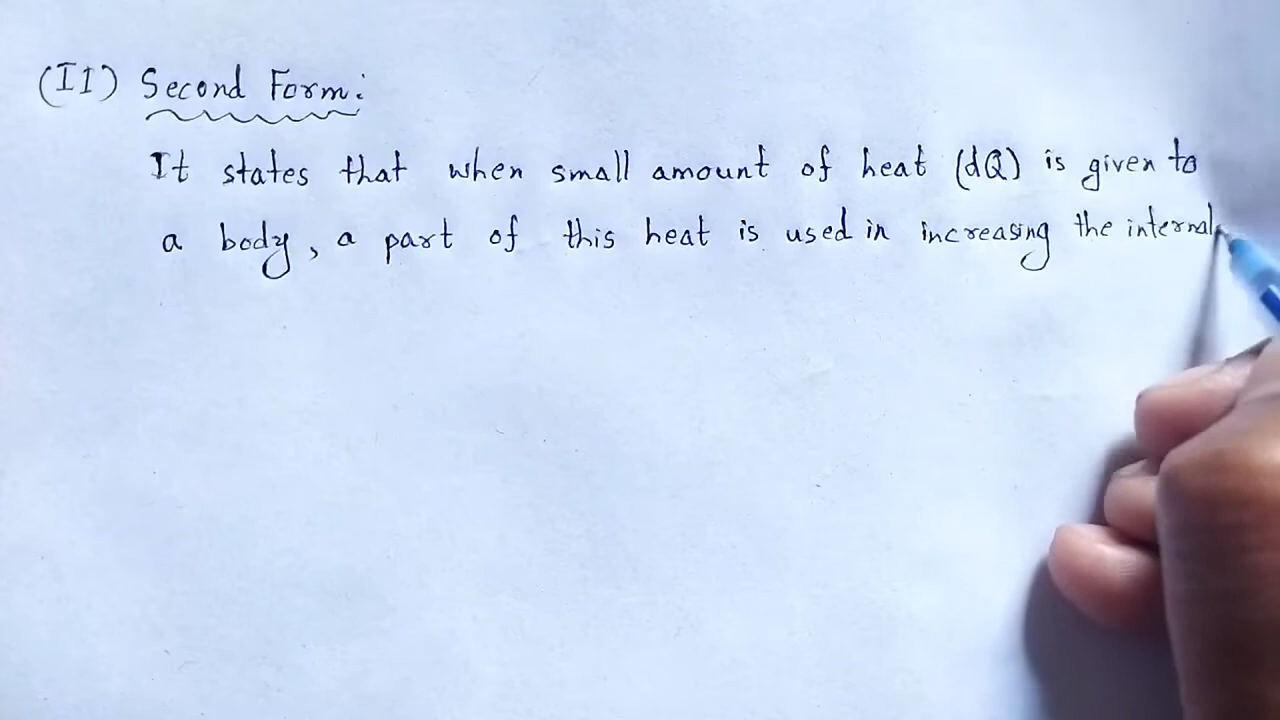 (II) Second Form:
It states that when small amount of heat (dQ) is given to
a body, a part of this heat is used in increasing the internal